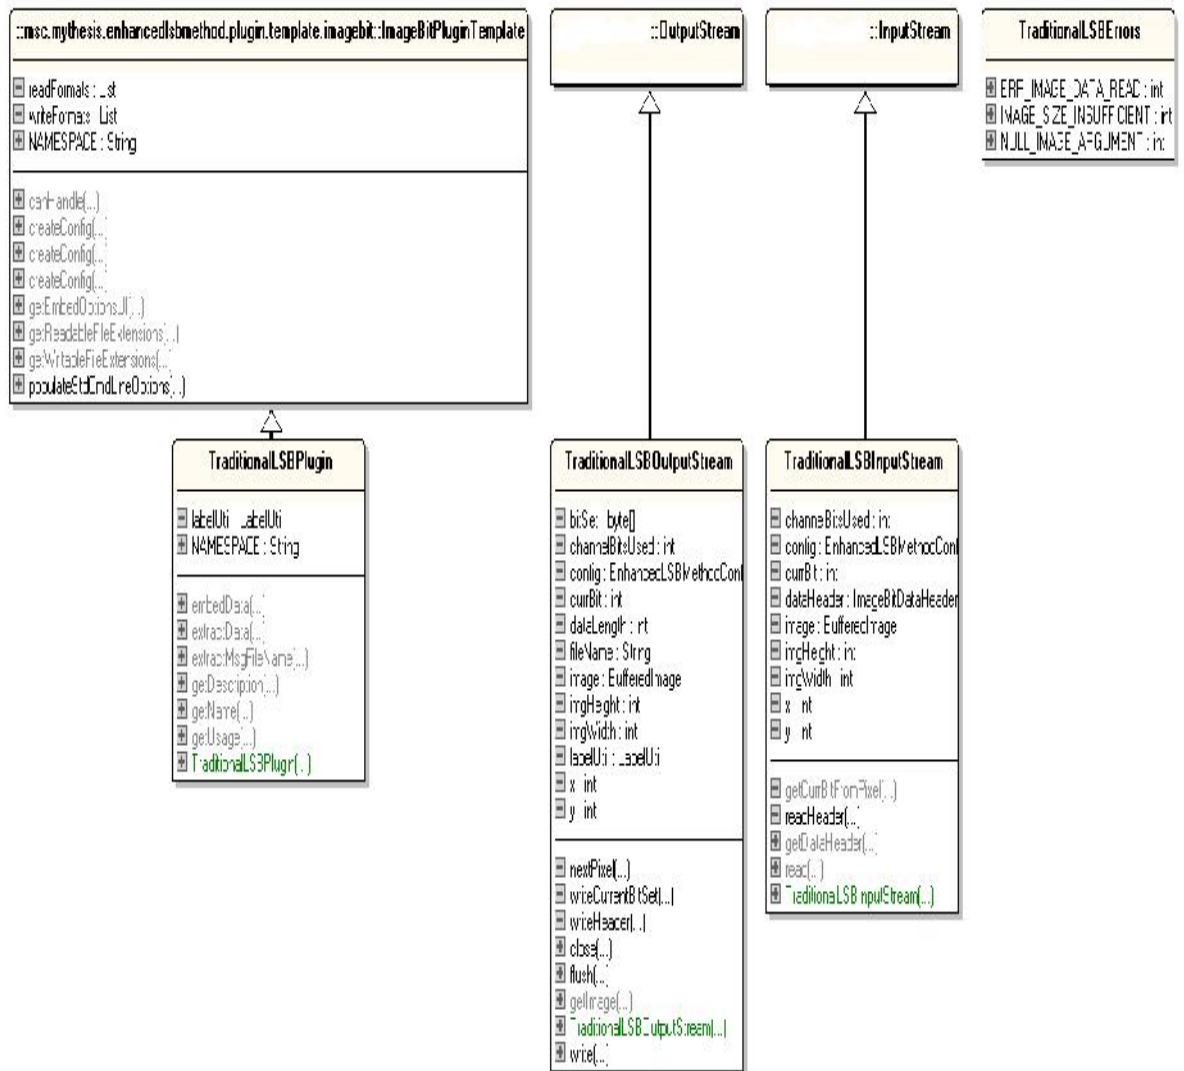 ::msc.mythesis.enhancedlsbmethod.plugin.template.imagebit::ImageBitPluginTemplate
readFormats : List
writeFormats : List
NAMESPACE : String
canHandle(...)
createConfig(...)
createConfig(...)
createConfig(...)
getEmbedOptionsUI(...)
getReadableFileExtensions(...)
getWritableFileExtensions(...)
populateStdCmdLineOptions(...)
::OutputStream
::InputStream
TraditionalLSBErrors
ERR_IMAGE_DATA_READ : int
IMAGE_SIZE_INSUFFICIENT : int
NULL_IMAGE_ARGUMENT : int
TraditionalLSBPlugin
labelUtil : LabelUtil
NAMESPACE : String
embedData(...)
extractData(...)
extractMsgFileName(...)
getDescription(...)
getName(...)
getUsage(...)
TraditionalLSBPlugin(...)
TraditionalLSBOutputStream
bitSet : byte[]
channelBitsUsed : int
config : EnhancedLSBMethodConf
currBit : int
dataLength : int
fileName : String
image : BufferedImage
imgHeight : int
imgWidth : int
labelUtil : LabelUtil
x : int
y : int
nextPixel(...)
writeCurrentBitSet(...)
writeHeader(...)
close(...)
flush(...)
getImage(...)
TraditionalLSBOutputStream(...)
write(...)
TraditionalLSBInputStream
channelBitsUsed : int
config : EnhancedLSBMethodConf
currBit : int
dataHeader : ImageBitDataHeader
image : BufferedImage
imgHeight : int
imgWidth : int
x : int
y : int
getCurrBitFromPixel(...)
readHeader(...)
getDataHeader(...)
read(...)
TraditionalLSBInputStream(...)